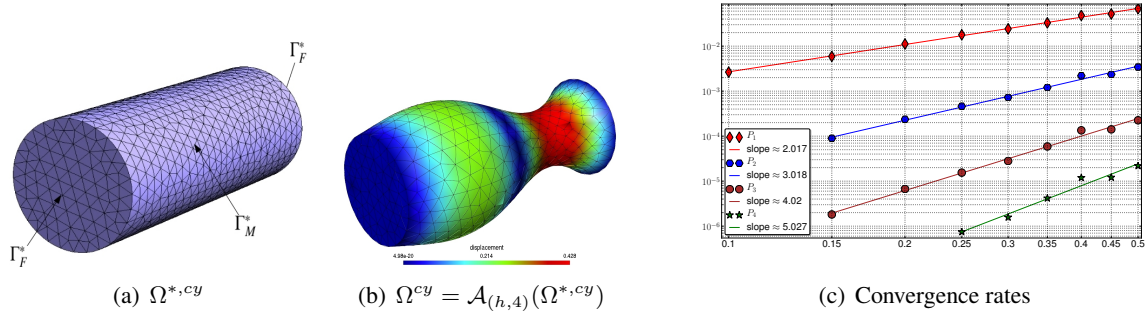 Γ*F
Γ*M
Γ*F
displacement
4.98e-20 0.214 0.428
10⁻²
10⁻³
10⁻⁴
10⁻⁵
10⁻⁶
P₁
slope ≈ 2.017
P₂
slope ≈ 3.018
P₃
slope ≈ 4.02
P₄
slope ≈ 5.027
0.1 0.15 0.2 0.25 0.3 0.35 0.4 0.45 0.5
(a) Ω*,cy
(b) Ωcy = A(h,4)(Ω*,cy)
(c) Convergence rates